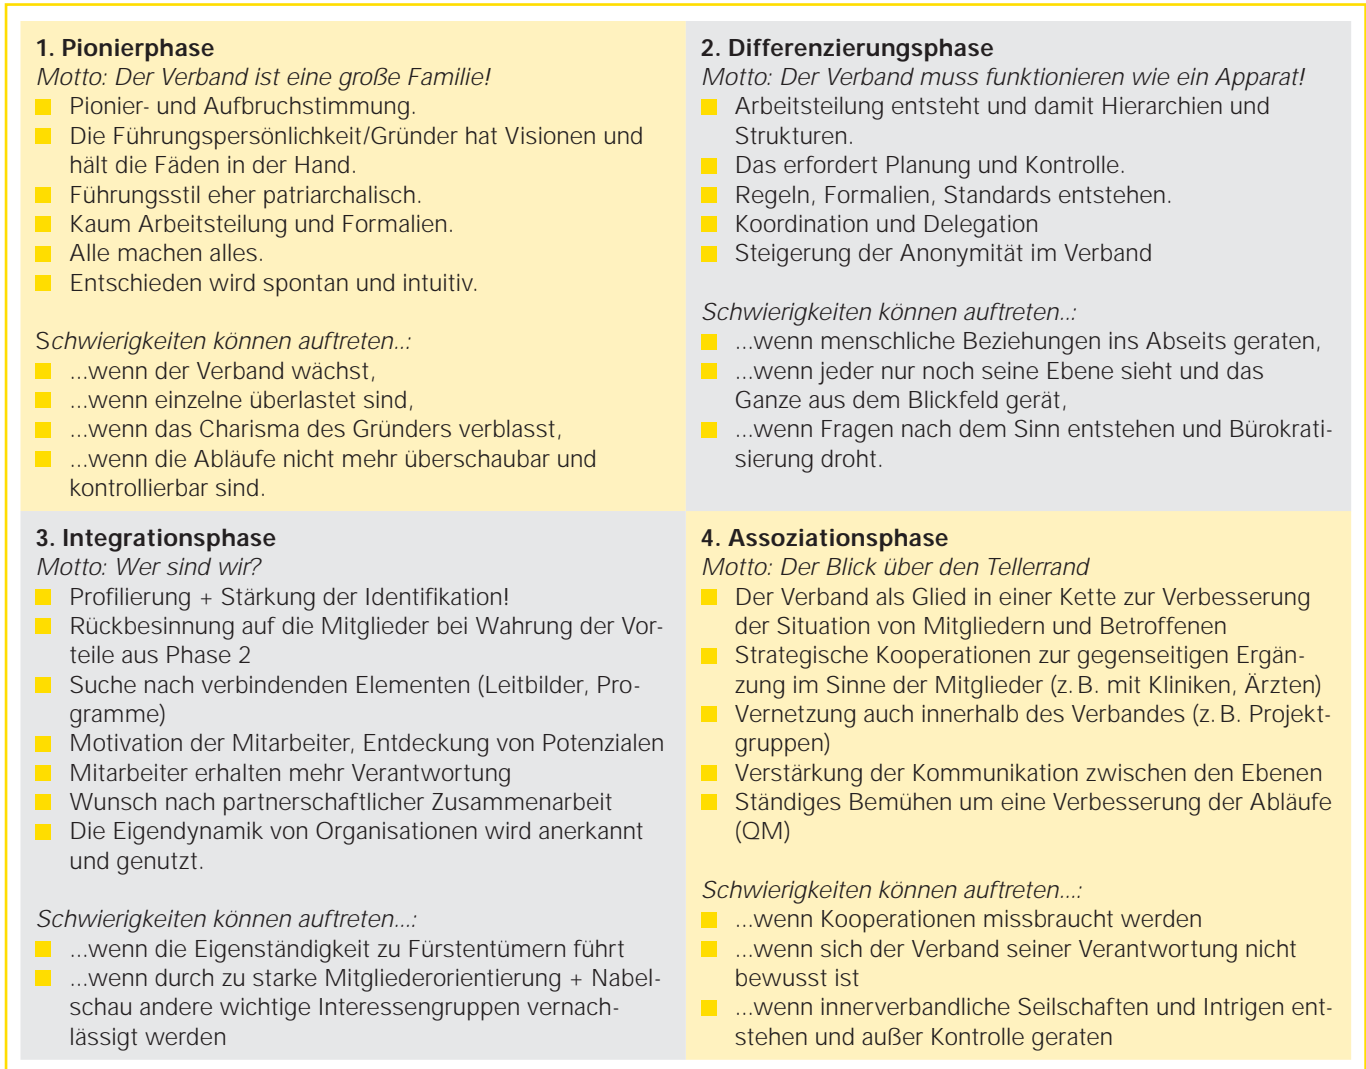 1. Pionierphase
Motto: Der Verband ist eine große Familie!
Pionier- und Aufbruchstimmung.
Die Führungspersönlichkeit/Gründer hat Visionen und
hält die Fäden in der Hand.
Führungsstil eher patriarchalisch.
Kaum Arbeitsteilung und Formalien.
Alle machen alles.
Entschieden wird spontan und intuitiv.
Schwierigkeiten können auftreten..:
...wenn der Verband wächst,
...wenn einzelne überlastet sind,
...wenn das Charisma des Gründers verblasst,
...wenn die Abläufe nicht mehr überschaubar und
kontrollierbar sind.
2. Differenzierungsphase
Motto: Der Verband muss funktionieren wie ein Apparat!
Arbeitsteilung entsteht und damit Hierarchien und
Strukturen.
Das erfordert Planung und Kontrolle.
Regeln, Formalien, Standards entstehen.
Koordination und Delegation
Steigerung der Anonymität im Verband
Schwierigkeiten können auftreten..:
...wenn menschliche Beziehungen ins Abseits geraten,
...wenn jeder nur noch seine Ebene sieht und das
Ganze aus dem Blickfeld gerät,
...wenn Fragen nach dem Sinn entstehen und Bürokrati-
sierung droht.
3. Integrationsphase
Motto: Wer sind wir?
Profilierung + Stärkung der Identifikation!
Rückbesinnung auf die Mitglieder bei Wahrung der Vor-
teile aus Phase 2
Suche nach verbindenden Elementen (Leitbilder, Pro-
gramme)
Motivation der Mitarbeiter, Entdeckung von Potenzialen
Mitarbeiter erhalten mehr Verantwortung
Wunsch nach partnerschaftlicher Zusammenarbeit
Die Eigendynamik von Organisationen wird anerkannt
und genutzt.
Schwierigkeiten können auftreten...:
...wenn die Eigenständigkeit zu Fürstentümern führt
...wenn durch zu starke Mitgliederorientierung + Nabel-
schau andere wichtige Interessengruppen vernach-
lässigt werden
4. Assoziationsphase
Motto: Der Blick über den Tellerrand
Der Verband als Glied in einer Kette zur Verbesserung
der Situation von Mitgliedern und Betroffenen
Strategische Kooperationen zur gegenseitigen Ergän-
zung im Sinne der Mitglieder (z. B. mit Kliniken, Ärzten)
Vernetzung auch innerhalb des Verbandes (z. B. Projekt-
gruppen)
Verstärkung der Kommunikation zwischen den Ebenen
Ständiges Bemühen um eine Verbesserung der Abläufe
(QM)
Schwierigkeiten können auftreten...:
...wenn Kooperationen missbraucht werden
...wenn sich der Verband seiner Verantwortung nicht
bewusst ist
...wenn innerverbandliche Seilschaften und Intrigen ent-
stehen und außer Kontrolle geraten